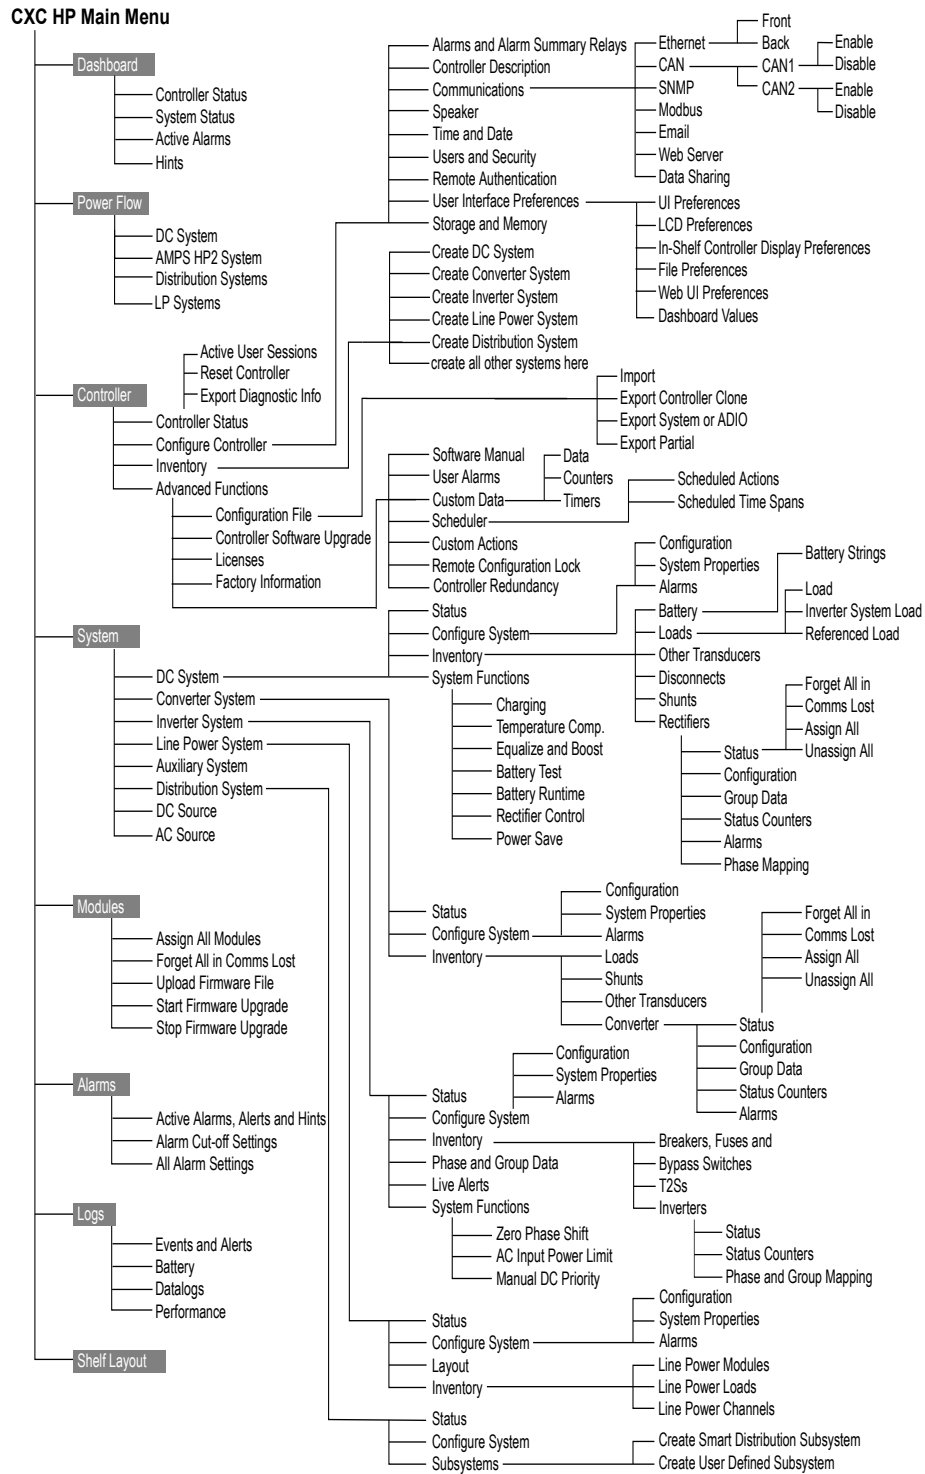 CXC HP Main Menu
Dashboard
Controller Status
System Status
Active Alarms
Hints
Power Flow
DC System
AMPS HP2 System
Distribution Systems
LP Systems
Controller
Active User Sessions
Reset Controller
Export Diagnostic Info
Controller Status
Configure Controller
Inventory
Advanced Functions
Configuration File
Controller Software Upgrade
Licenses
Factory Information
System
DC System
Converter System
Inverter System
Line Power System
Auxiliary System
Distribution System
DC Source
AC Source
Modules
Assign All Modules
Forget All in Comms Lost
Upload Firmware File
Start Firmware Upgrade
Stop Firmware Upgrade
Alarms
Active Alarms, Alerts and Hints
Alarm Cut-off Settings
All Alarm Settings
Logs
Events and Alerts
Battery
Datalogs
Performance
Shelf Layout
Alarms and Alarm Summary Relays
Controller Description
Communications
Speaker
Time and Date
Users and Security
Remote Authentication
User Interface Preferences
Storage and Memory
Ethernet
CAN
SNMP
Modbus
Email
Web Server
Data Sharing
Front
Back
CAN1
CAN2
Enable
Disable
Enable
Disable
UI Preferences
LCD Preferences
In-Shelf Controller Display Preferences
File Preferences
Web UI Preferences
Dashboard Values
Create DC System
Create Converter System
Create Inverter System
Create Line Power System
Create Distribution System
create all other systems here
Import
Export Controller Clone
Export System or ADIO
Export Partial
Software Manual
User Alarms
Custom Data
Scheduler
Custom Actions
Remote Configuration Lock
Controller Redundancy
Data
Counters
Timers
Scheduled Actions
Scheduled Time Spans
Status
Configure System
Inventory
System Functions
Charging
Temperature Comp.
Equalize and Boost
Battery Test
Battery Runtime
Rectifier Control
Power Save
Configuration
System Properties
Alarms
Battery
Loads
Other Transducers
Disconnects
Shunts
Rectifiers
Battery Strings
Load
Inverter System Load
Referenced Load
Status
Configuration
Group Data
Status Counters
Alarms
Phase Mapping
Forget All in
Comms Lost
Assign All
Unassign All
Status
Configure System
Inventory
Configuration
System Properties
Alarms
Loads
Shunts
Other Transducers
Converter
Forget All in
Comms Lost
Assign All
Unassign All
Status
Configuration
Group Data
Status Counters
Alarms
Configuration
System Properties
Alarms
Status
Configure System
Inventory
Phase and Group Data
Live Alerts
System Functions
Zero Phase Shift
AC Input Power Limit
Manual DC Priority
Breakers, Fuses and
Bypass Switches
T2Ss
Inverters
Status
Status Counters
Phase and Group Mapping
Status
Configure System
Layout
Inventory
Configuration
System Properties
Alarms
Line Power Modules
Line Power Loads
Line Power Channels
Status
Configure System
Subsystems
Create Smart Distribution Subsystem
Create User Defined Subsystem